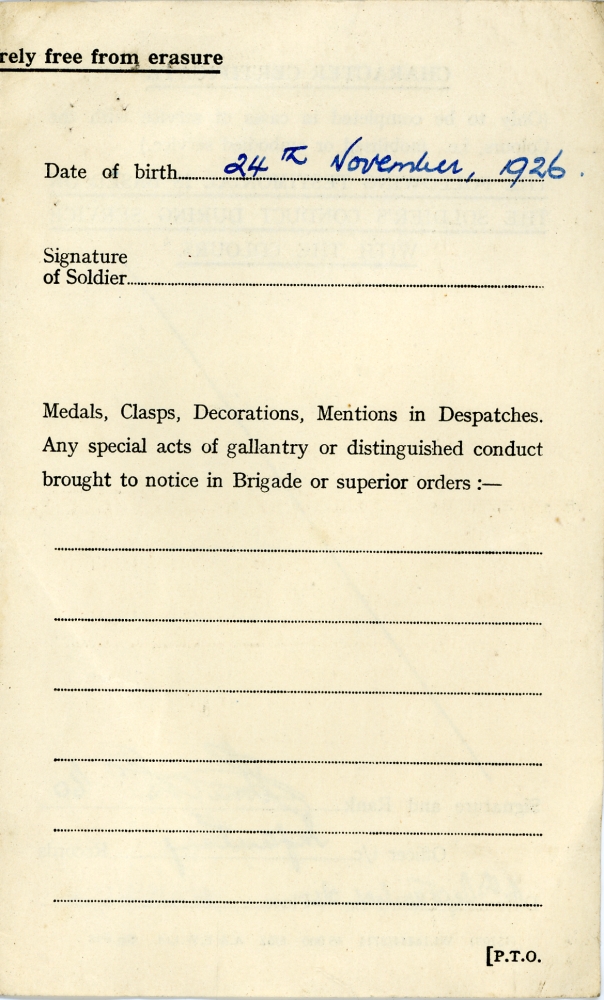 rely free from erasure
Date of birth 24TH November, 1926.
Signature
of Soldier
Medals, Clasps, Decorations, Mentions in Despatches.
Any special acts of gallantry or distinguished conduct
brought to notice in Brigade or superior orders :—
[P.T.O.